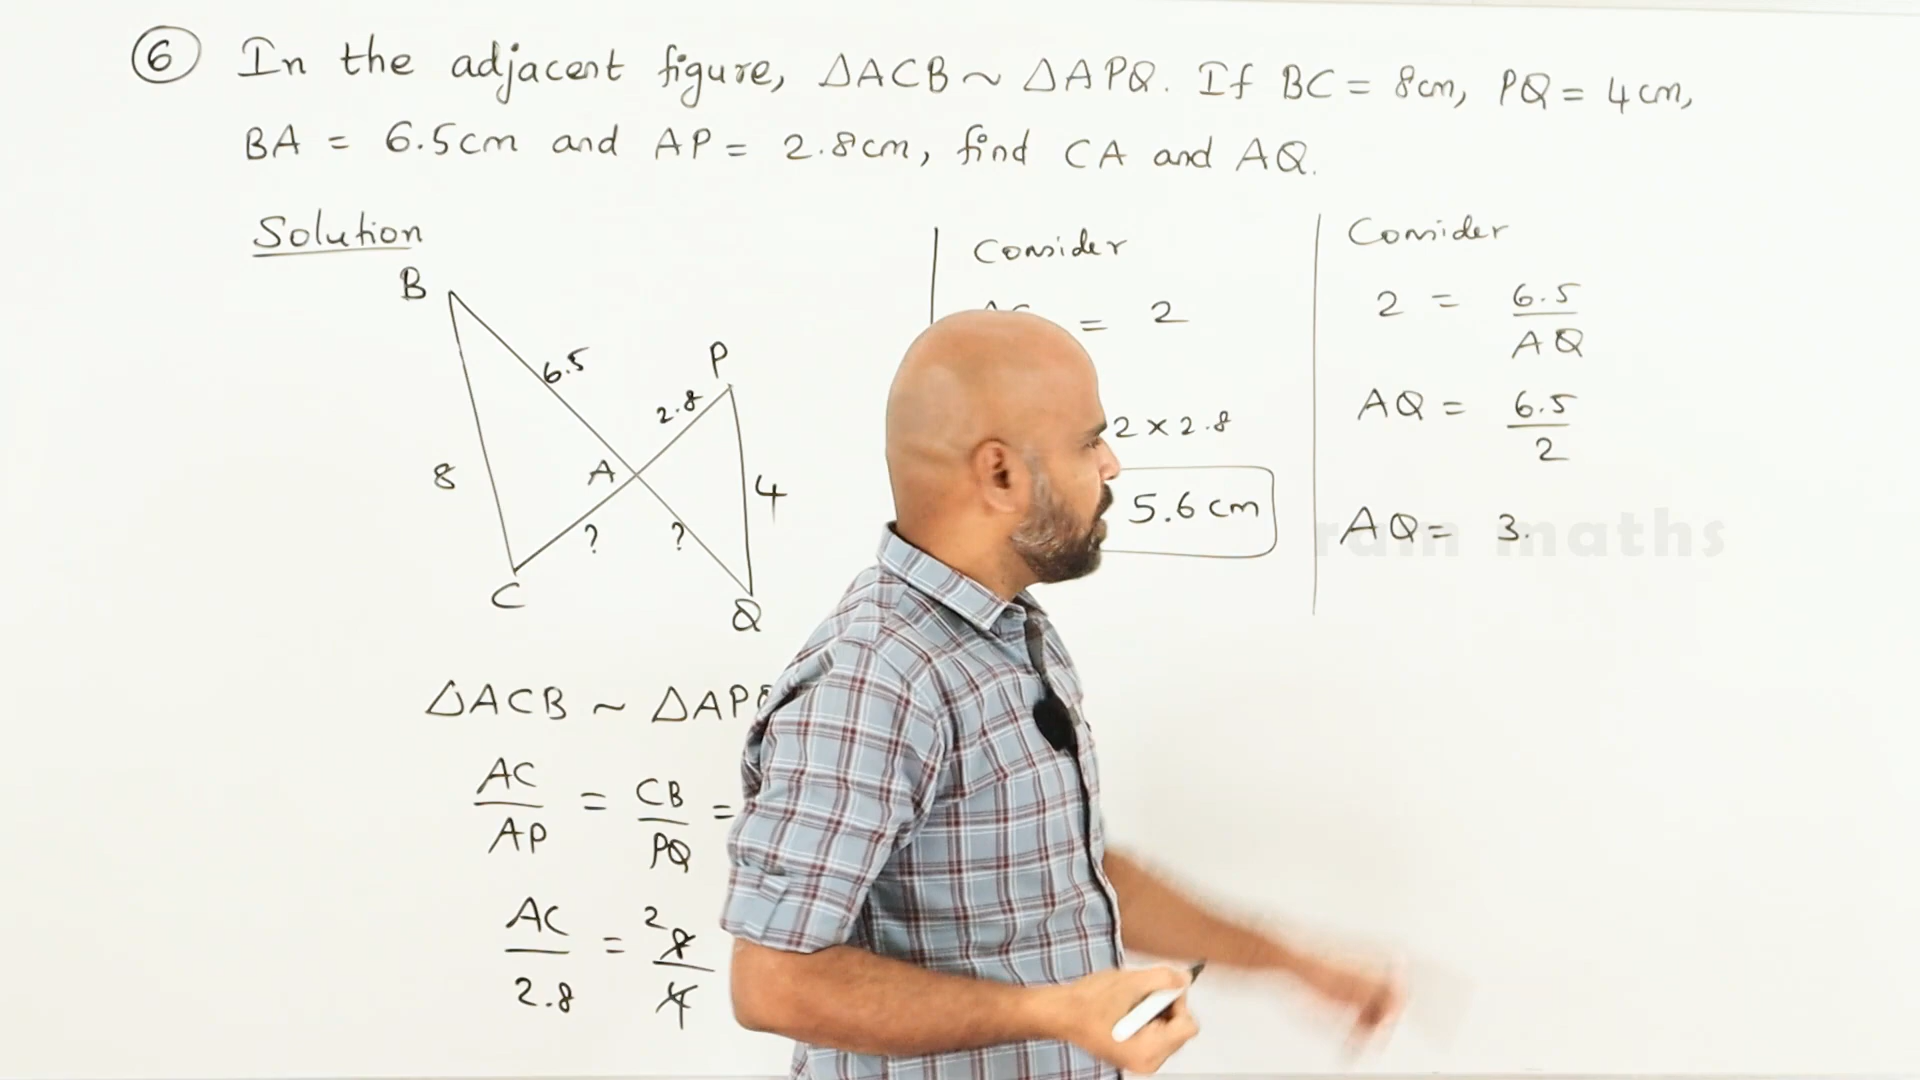 6 In the adjacent figure, ΔACB ~ ΔAPQ. If BC = 8cm, PQ = 4cm,
BA = 6.5cm and AP = 2.8cm, find CA and AQ.
Solution
B
6.5
P
2.8
8
A
4
?
?
C
Q
ΔACB ~ ΔAP
AC/AP = CB/PQ =
AC/2.8 = 2 8/4
Consider
= 2
2 × 2.8
5.6 cm
Consider
2 = 6.5/AQ
AQ = 6.5/2
AQ = 3.
ram maths